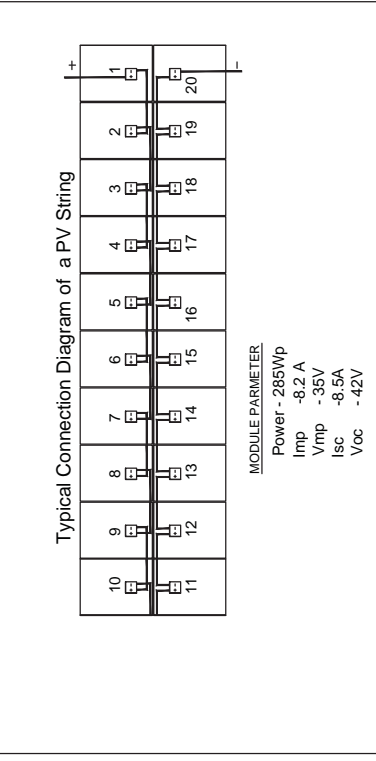 Typical Connection Diagram of a PV String
10 9 8 7 6 5 4 3 2 1 +
11 12 13 14 15 16 17 18 19 20 -
MODULE PARMETER
Power - 285Wp
Imp -8.2 A
Vmp - 35V
Isc -8.5A
Voc - 42V